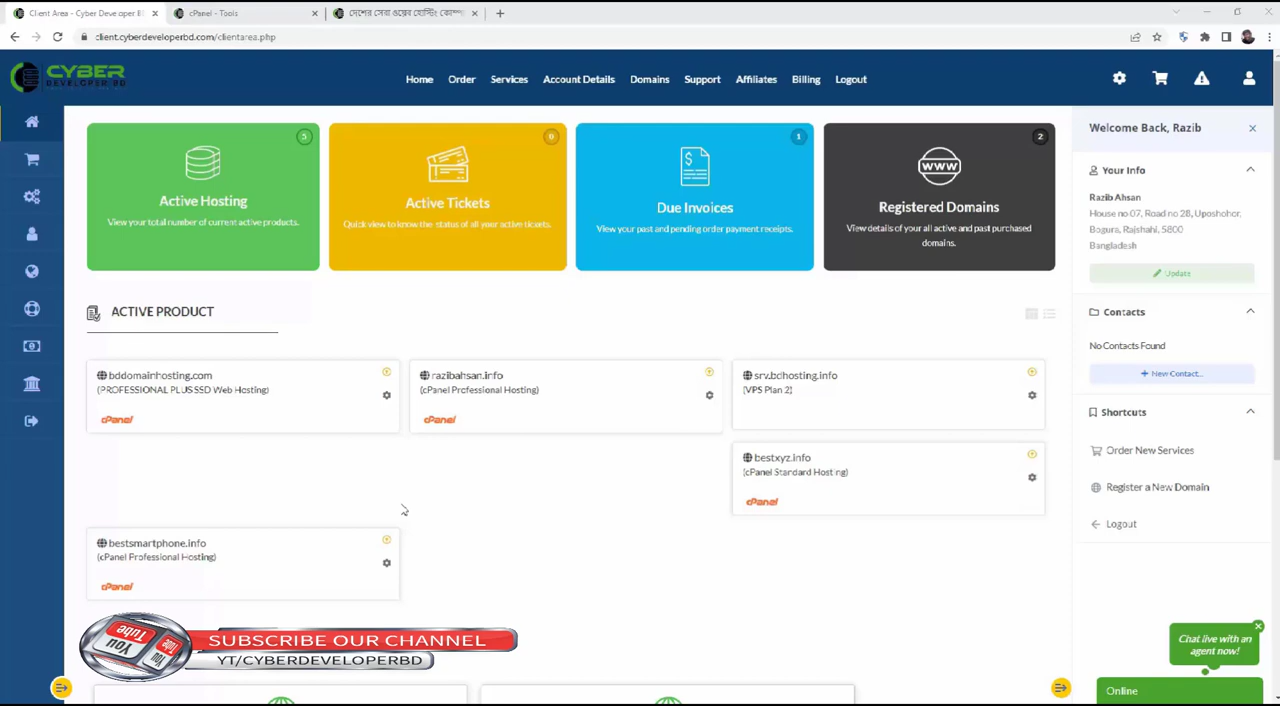 Client Area - Cyber Developer B
cPanel - Tools
দেশের সেরা ওয়েব হোস্টিং কোম্প
client.cyberdeveloperbd.com/clientarea.php
CYBER
DEVELOPER BD
Home Order Services Account Details Domains Support Affiliates Billing Logout
5
Active Hosting
View your total number of current active products.
0
Active Tickets
Quick view to know the status of all your active tickets.
1
$
Due Invoices
View your past and pending order payment receipts.
2
WWW
Registered Domains
View details of your all active and past purchased
domains.
ACTIVE PRODUCT
bddomainhosting.com
(PROFESSIONAL PLUS SSD Web Hosting)
cPanel
razibahsan.info
(cPanel Professional Hosting)
cPanel
srv.bdhosting.info
(VPS Plan 2)
bestxyz.info
(cPanel Standard Hosting)
cPanel
bestsmartphone.info
(cPanel Professional Hosting)
cPanel
Welcome Back, Razib
Your Info
Razib Ahsan
House no 07, Road no 28, Uposhohor,
Bogura, Rajshahi, 5800
Bangladesh
Update
Contacts
No Contacts Found
+ New Contact...
Shortcuts
Order New Services
Register a New Domain
Logout
You Tube
SUBSCRIBE OUR CHANNEL
YT/CYBERDEVELOPERBD
Chat live with an
agent now!
Online